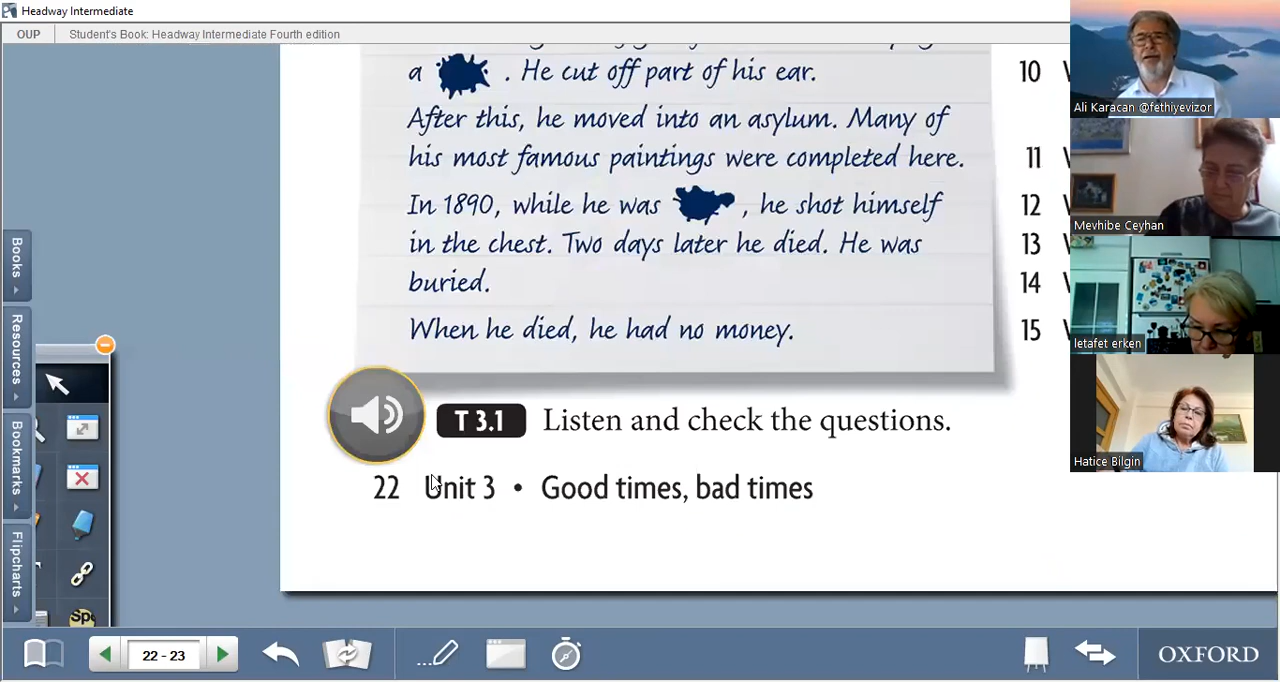 Headway Intermediate
OUP Student's Book: Headway Intermediate Fourth edition
a . He cut off part of his ear.
After this, he moved into an asylum. Many of
his most famous paintings were completed here.
In 1890, while he was , he shot himself
in the chest. Two days later he died. He was
buried.
When he died, he had no money.
10
11
12
13
14
15
T 3.1 Listen and check the questions.
22 Unit 3 • Good times, bad times
Books
Resources
Bookmarks
Flipcharts
Spo
22 - 23
OXFORD
Ali Karacan @fethiyevizor
Mevhibe Ceyhan
letafet erken
Hatice Bilgin